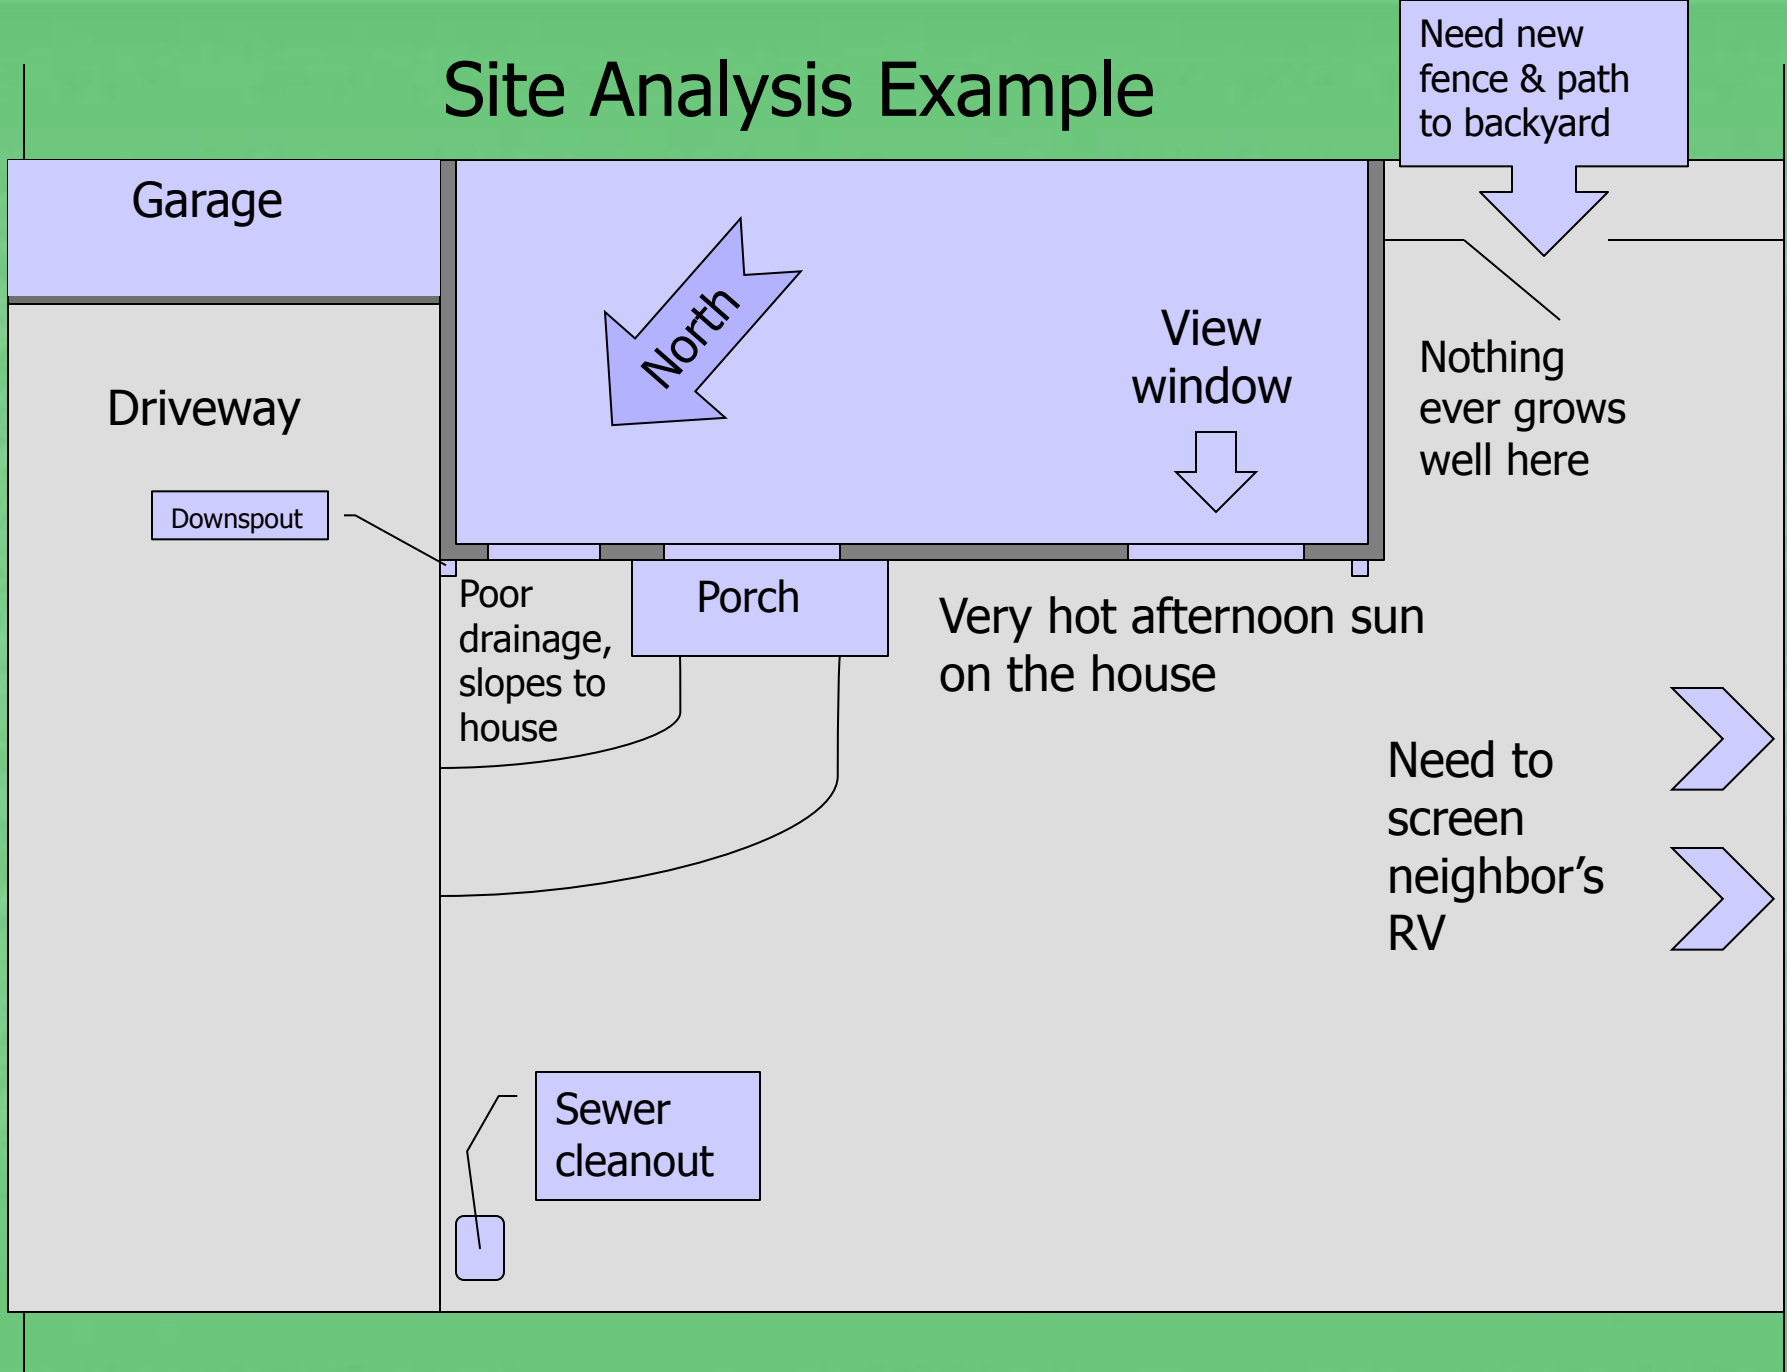 Need new
fence & path
to backyard
Site Analysis Example
Garage
North
View
window
Nothing
ever grows
well here
Driveway
Downspout
Poor
drainage,
slopes to
house
Porch
Very hot afternoon sun
on the house
Need to
screen
neighbor’s
RV
Sewer
cleanout